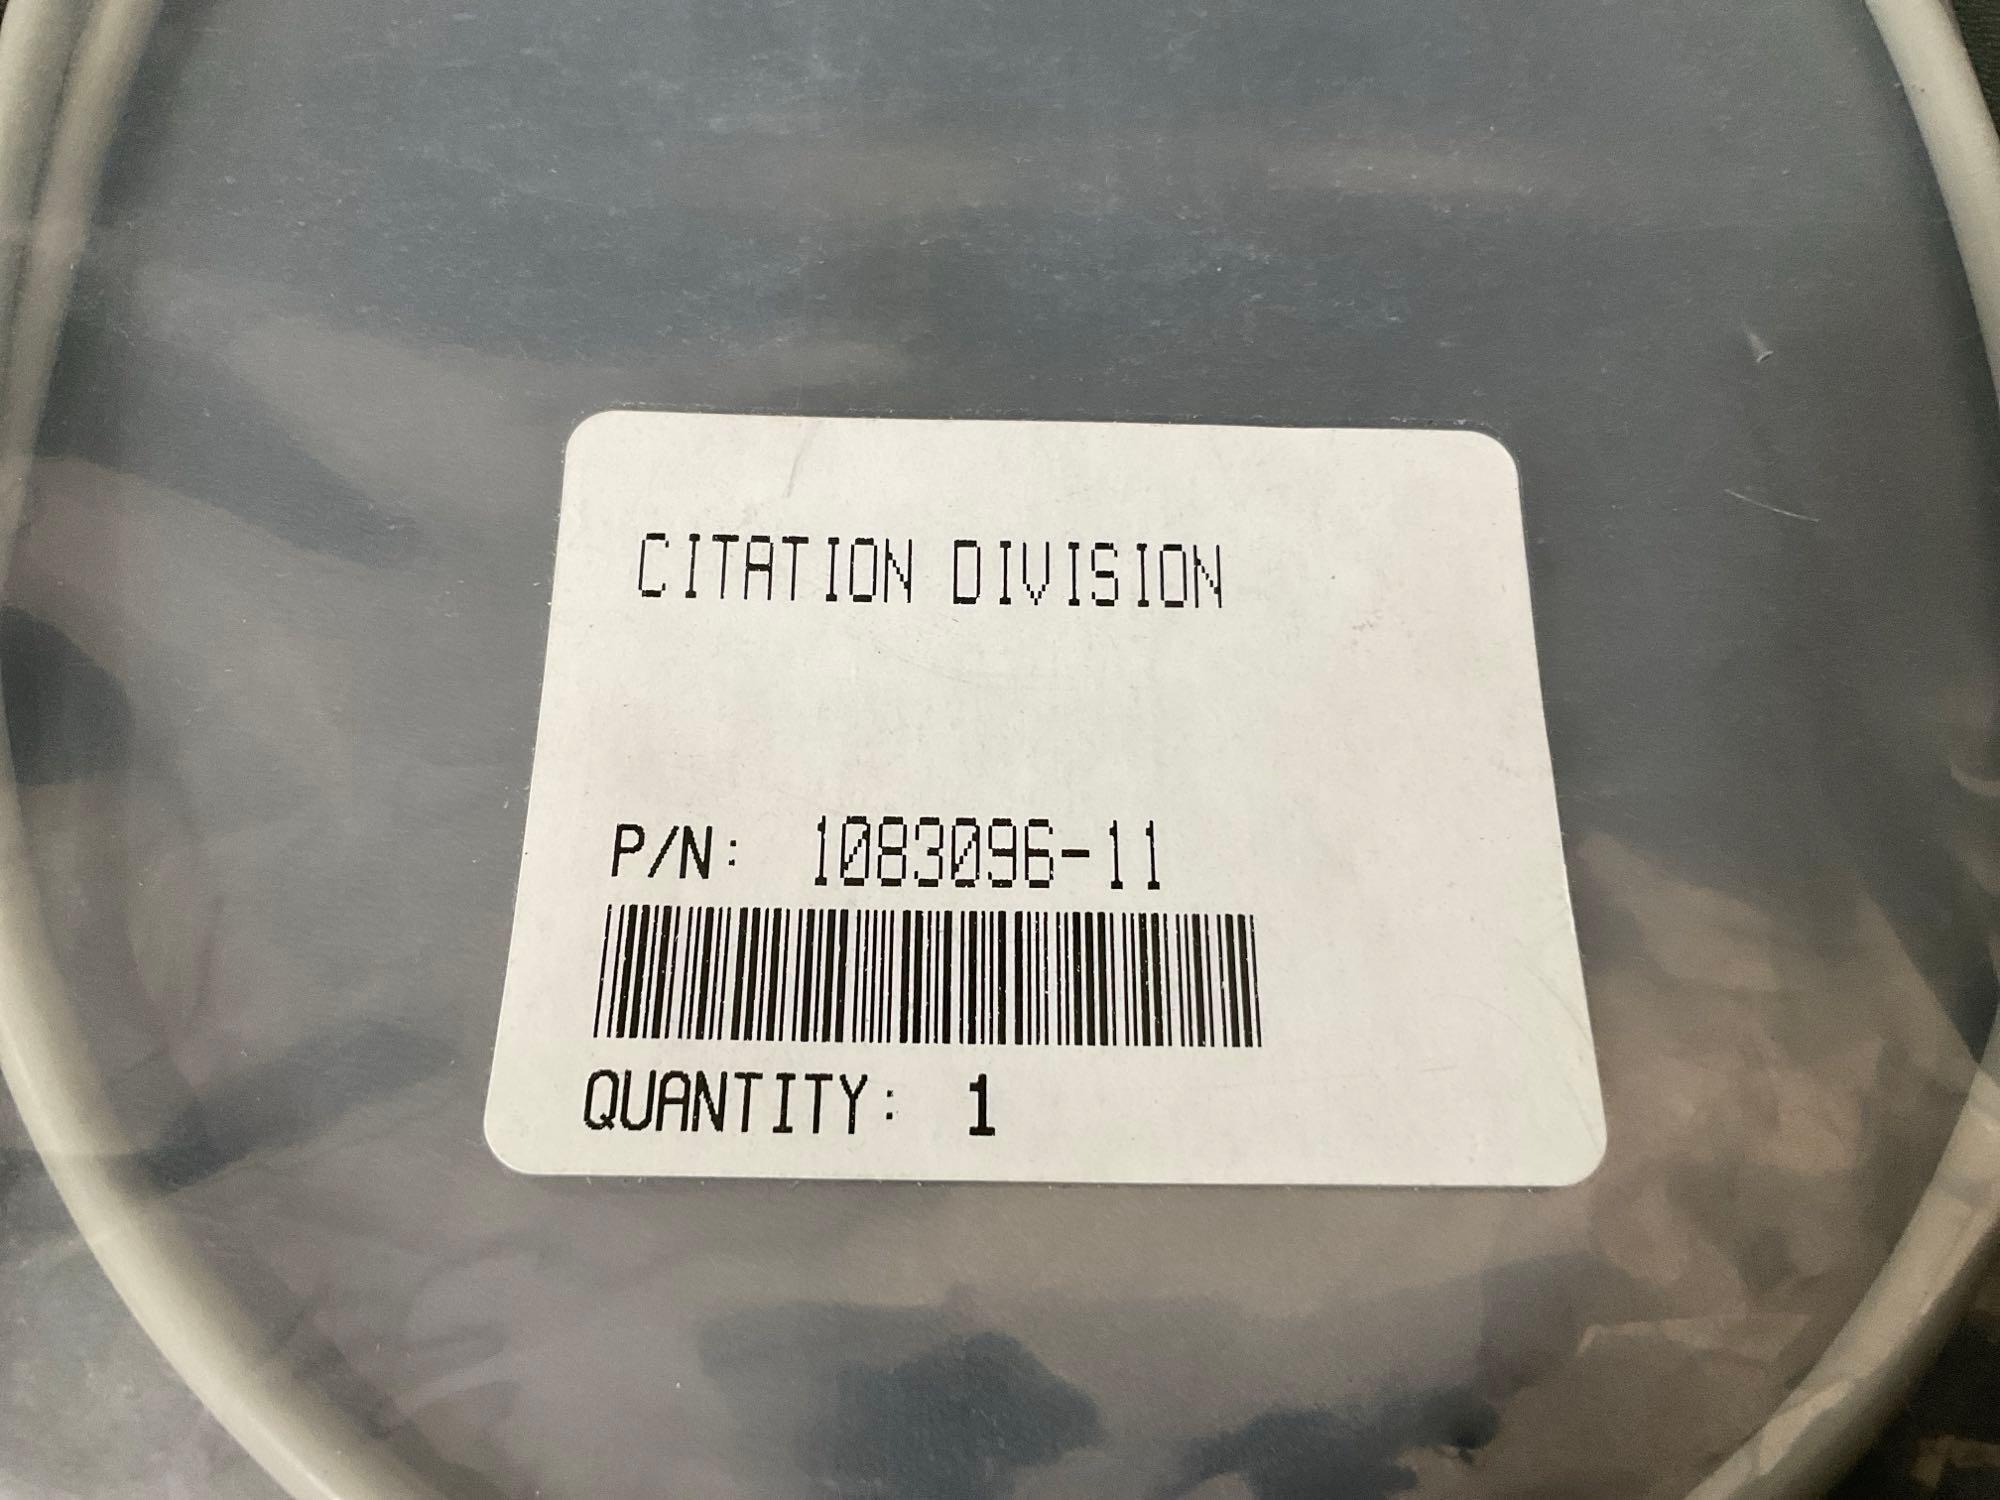 CITATION DIVISION
P/N: 1083096-11
QUANTITY: 1